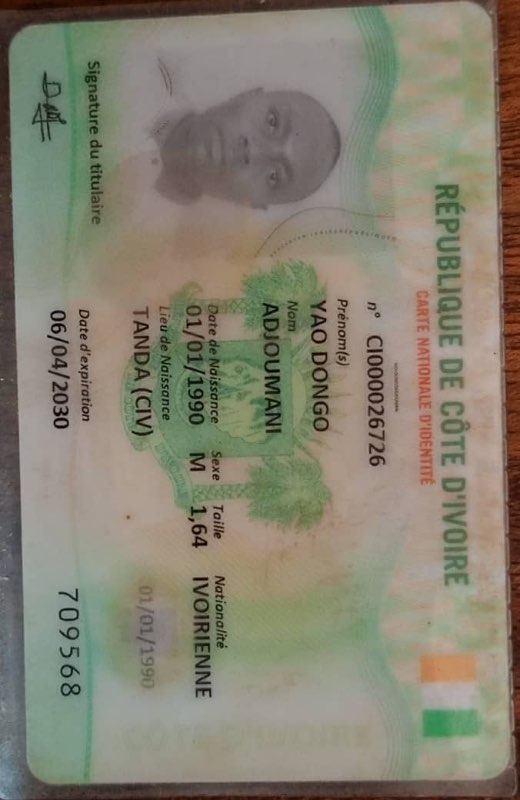 RÉPUBLIQUE DE CÔTE D'IVOIRE
CARTE NATIONALE D'IDENTITÉ
n° CI000026726
Prénom(s)
YAO DONGO
Nom
ADJOUMANI
Date de Naissance Sexe Taille Nationalité
01/01/1990 M 1,64 IVOIRIENNE
Lieu de Naissance
TANDA (CIV)
01/01/1990
Signature du titulaire
Date d'expiration
06/04/2030
709568